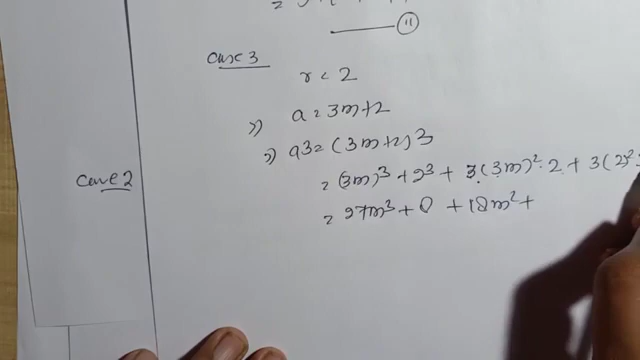 Case 3
r < 2
=) a = 3m+2
=) a3 = (3m+2)3
Case 2
= (3m)³ + 2³ + 3(3m)².2 + 3(2)²
= 27m³ + 8 + 18m² +